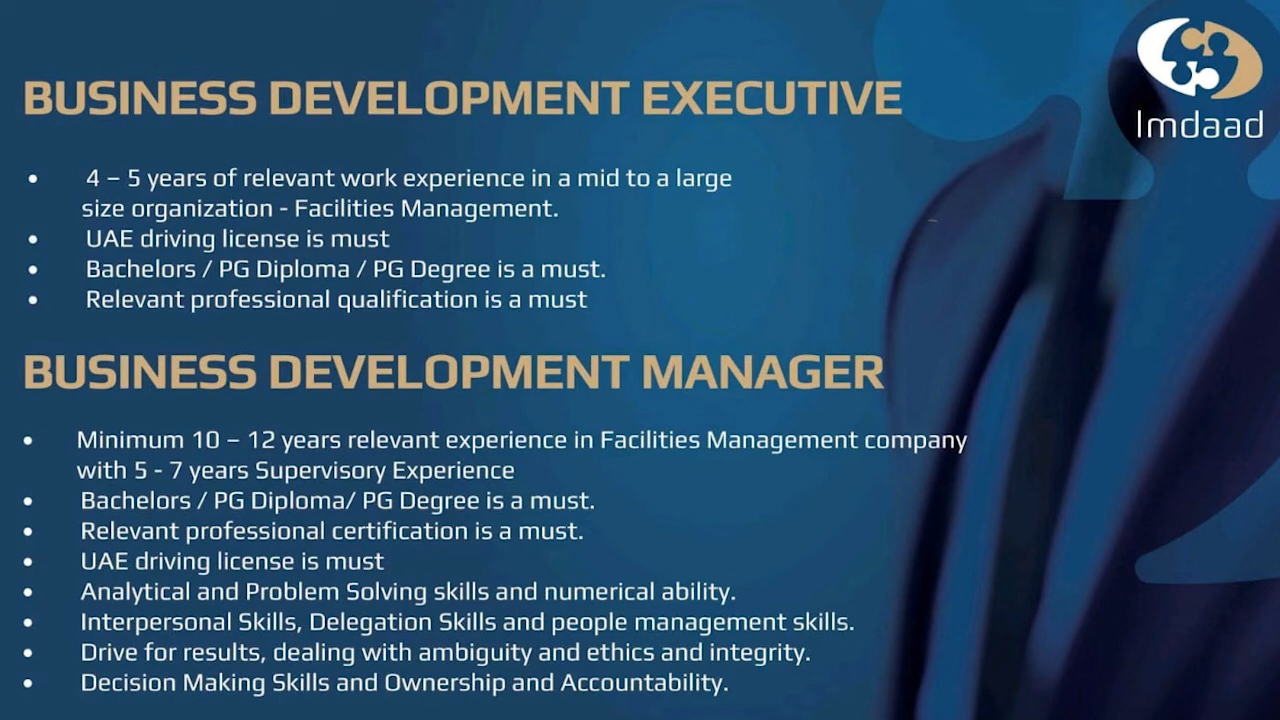 Imdaad
BUSINESS DEVELOPMENT EXECUTIVE
• 4 – 5 years of relevant work experience in a mid to a large
size organization - Facilities Management.
• UAE driving license is must
• Bachelors / PG Diploma / PG Degree is a must.
• Relevant professional qualification is a must
BUSINESS DEVELOPMENT MANAGER
• Minimum 10 – 12 years relevant experience in Facilities Management company
with 5 - 7 years Supervisory Experience
• Bachelors / PG Diploma/ PG Degree is a must.
• Relevant professional certification is a must.
• UAE driving license is must
• Analytical and Problem Solving skills and numerical ability.
• Interpersonal Skills, Delegation Skills and people management skills.
• Drive for results, dealing with ambiguity and ethics and integrity.
• Decision Making Skills and Ownership and Accountability.